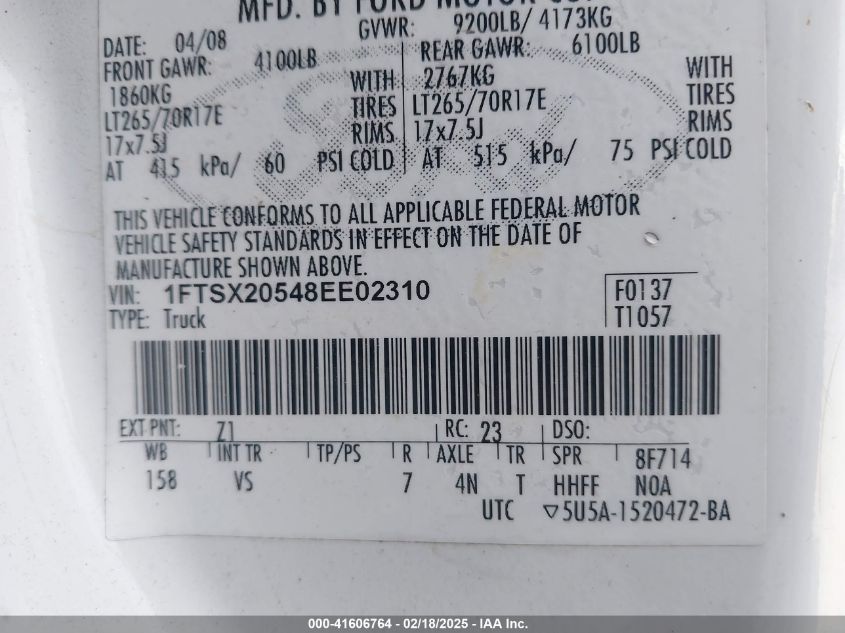 MFD. BY FORD MOTOR CO.
DATE: 04/08 GVWR: 9200LB/ 4173KG
FRONT GAWR: 4100LB REAR GAWR: 6100LB
1860KG WITH 2767KG WITH
LT265/70R17E TIRES LT265/70R17E TIRES
17x7.5J RIMS 17x7.5J RIMS
AT 415 kPa/ 60 PSI COLD AT 515 kPa/ 75 PSI COLD
THIS VEHICLE CONFORMS TO ALL APPLICABLE FEDERAL MOTOR
VEHICLE SAFETY STANDARDS IN EFFECT ON THE DATE OF
MANUFACTURE SHOWN ABOVE.
VIN: 1FTSX20548EE02310 F0137
TYPE: Truck T1057
EXT PNT: Z1 RC: 23 DSO:
WB INT TR TP/PS R AXLE TR SPR 8F714
158 VS 7 4N T HHFF NOA
UTC ▽5U5A-1520472-BA
000-41606764 / 02/18/2025 - IAA Inc.